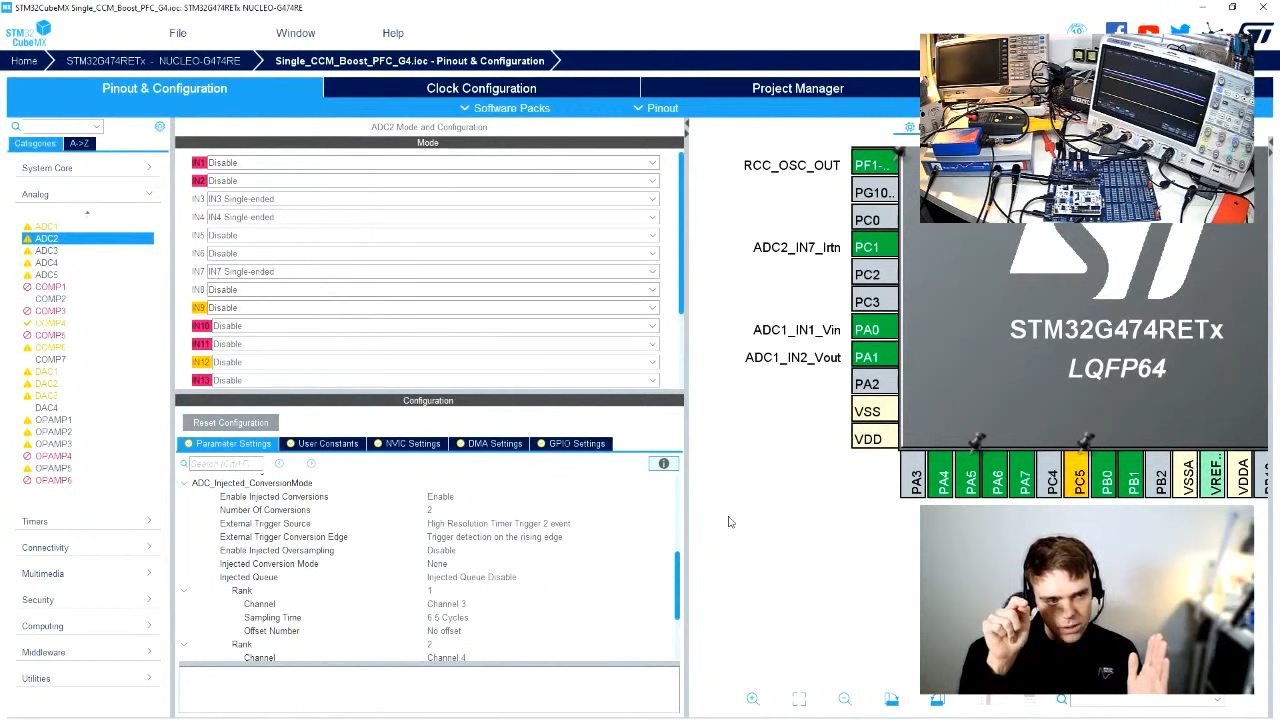 STM32CubeMX Single_CCM_Boost_PFC_G4.ioc: STM32G474RETx NUCLEO-G474RE
STM32
CubeMX
File
Window
Help
Home
STM32G474RETx - NUCLEO-G474RE
Single_CCM_Boost_PFC_G4.ioc - Pinout & Configuration
Pinout & Configuration
Clock Configuration
Project Manager
Software Packs
Pinout
Categories
A->Z
System Core
Analog
ADC1
ADC2
ADC3
ADC4
ADC5
COMP1
COMP2
COMP3
COMP4
COMP5
COMP6
COMP7
DAC1
DAC2
DAC3
DAC4
OPAMP1
OPAMP2
OPAMP3
OPAMP4
OPAMP5
OPAMP6
Timers
Connectivity
Multimedia
Security
Computing
Middleware
Utilities
ADC2 Mode and Configuration
Mode
IN1 Disable
IN2 Disable
IN3 IN3 Single-ended
IN4 IN4 Single-ended
IN5 Disable
IN6 Disable
IN7 IN7 Single-ended
IN8 Disable
IN9 Disable
IN10 Disable
IN11 Disable
IN12 Disable
IN13 Disable
Configuration
Reset Configuration
Parameter Settings
User Constants
NVIC Settings
DMA Settings
GPIO Settings
Search (Ctrl+F)
ADC_Injected_ConversionMode
Enable Injected Conversions Enable
Number Of Conversions 2
External Trigger Source High Resolution Timer Trigger 2 event
External Trigger Conversion Edge Trigger detection on the rising edge
Enable Injected Oversampling Disable
Injected Conversion Mode None
Injected Queue Injected Queue Disable
Rank 1
Channel Channel 3
Sampling Time 6.5 Cycles
Offset Number No offset
Rank 2
Channel Channel 4
RCC_OSC_OUT PF1-..
PG10..
PC0
ADC2_IN7_Irtn PC1
PC2
PC3
ADC1_IN1_Vin PA0
ADC1_IN2_Vout PA1
PA2
VSS
VDD
STM32G474RETx
LQFP64
PA3
PA4
PA5
PA6
PA7
PC4
PC5
PB0
PB1
PB2
VSSA
VREF..
VDDA